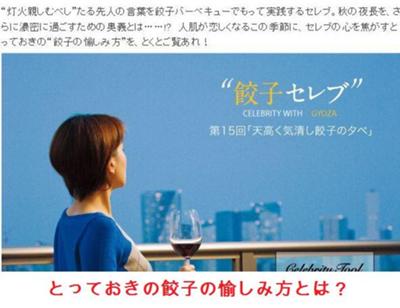 “灯火親しむべし”たる先人の言葉を餃子バーベキューでもって実践するセレブ。秋の夜長を、さ
らに濃密に過ごすための奥義とは……!? 人肌が恋しくなるこの季節に、セレブの心を焦がすと
っておきの“餃子の愉しみ方”を、とくとご覧あれ！
“餃子セレブ”
CELEBRITY WITH GYOZA
第15回「天高く気清し餃子の夕べ」
Celebrity Tool
とっておきの餃子の愉しみ方とは？